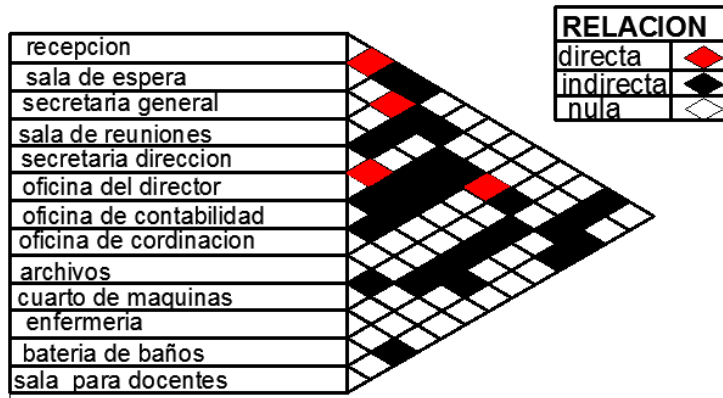 recepcion
sala de espera
secretaria general
sala de reuniones
secretaria direccion
oficina del director
oficina de contabilidad
oficina de cordinacion
archivos
cuarto de maquinas
enfermeria
bateria de baños
sala para docentes
RELACION
directa
indirecta
nula